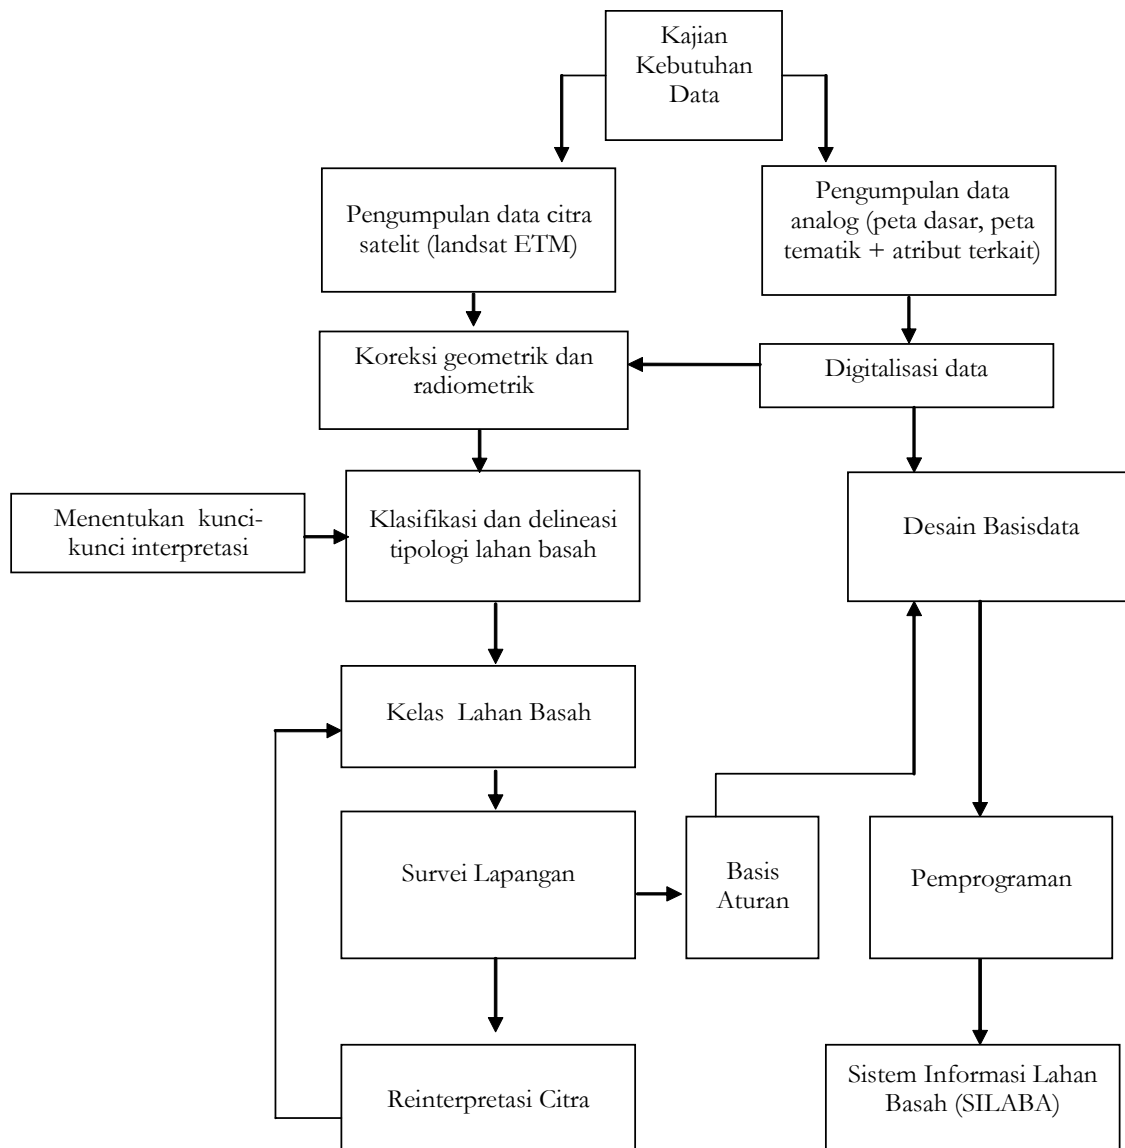 Kajian
Kebutuhan
Data
Pengumpulan data citra
satelit (landsat ETM)
Pengumpulan data
analog (peta dasar, peta
tematik + atribut terkait)
Koreksi geometrik dan
radiometrik
Digitalisasi data
Menentukan kunci-
kunci interpretasi
Klasifikasi dan delineasi
tipologi lahan basah
Desain Basisdata
Kelas Lahan Basah
Survei Lapangan
Basis
Aturan
Pemprograman
Reinterpretasi Citra
Sistem Informasi Lahan
Basah (SILABA)